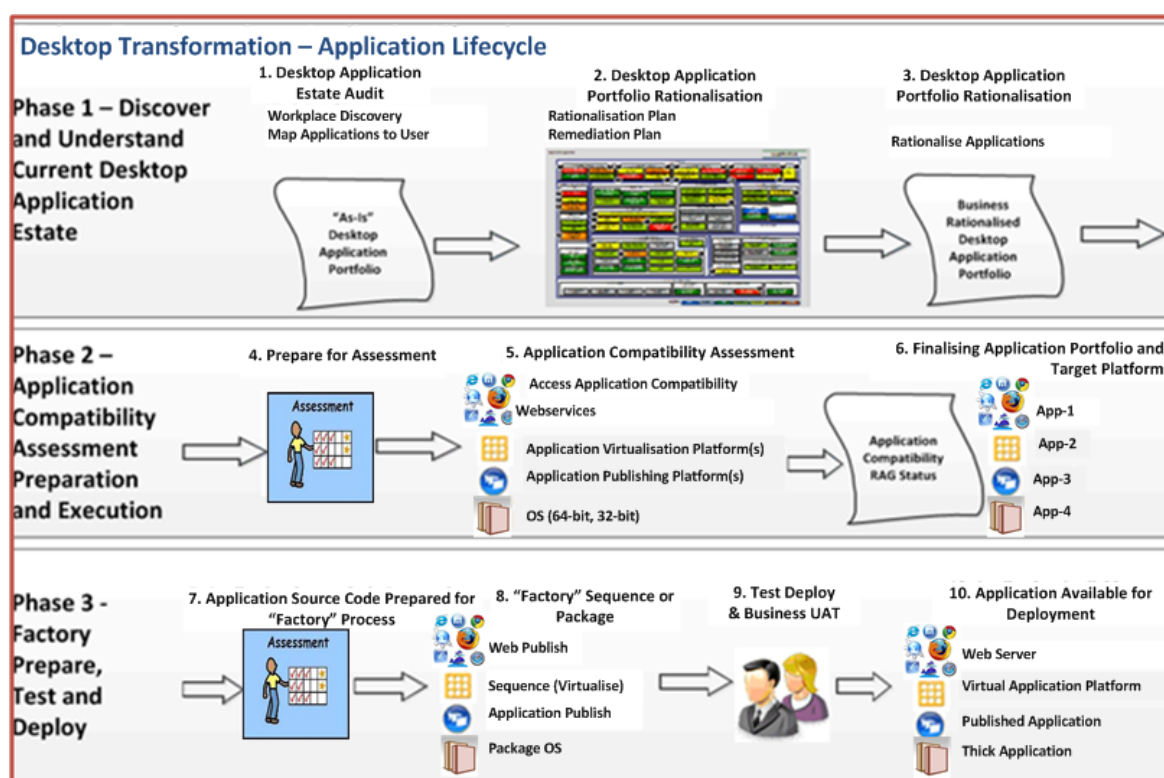 Desktop Transformation – Application Lifecycle
Phase 1 – Discover
and Understand
Current Desktop
Application
Estate
1. Desktop Application
Estate Audit
Workplace Discovery
Map Applications to User
"As-Is"
Desktop
Application
Portfolio
2. Desktop Application
Portfolio Rationalisation
Rationalisation Plan
Remediation Plan
3. Desktop Application
Portfolio Rationalisation
Rationalise Applications
Business
Rationalised
Desktop
Application
Portfolio
Phase 2 –
Application
Compatibility
Assessment
Preparation
and Execution
4. Prepare for Assessment
Assessment
5. Application Compatibility Assessment
Access Application Compatibility
Webservices
Application Virtualisation Platform(s)
Application Publishing Platform(s)
OS (64-bit, 32-bit)
6. Finalising Application Portfolio and
Target Platform
Application
Compatibility
RAG Status
App-1
App-2
App-3
App-4
Phase 3 -
Factory
Prepare,
Test and
Deploy
7. Application Source Code Prepared for
"Factory" Process
Assessment
8. "Factory" Sequence or
Package
Web Publish
Sequence (Virtualise)
Application Publish
Package OS
9. Test Deploy
& Business UAT
10. Application Available for
Deployment
Web Server
Virtual Application Platform
Published Application
Thick Application